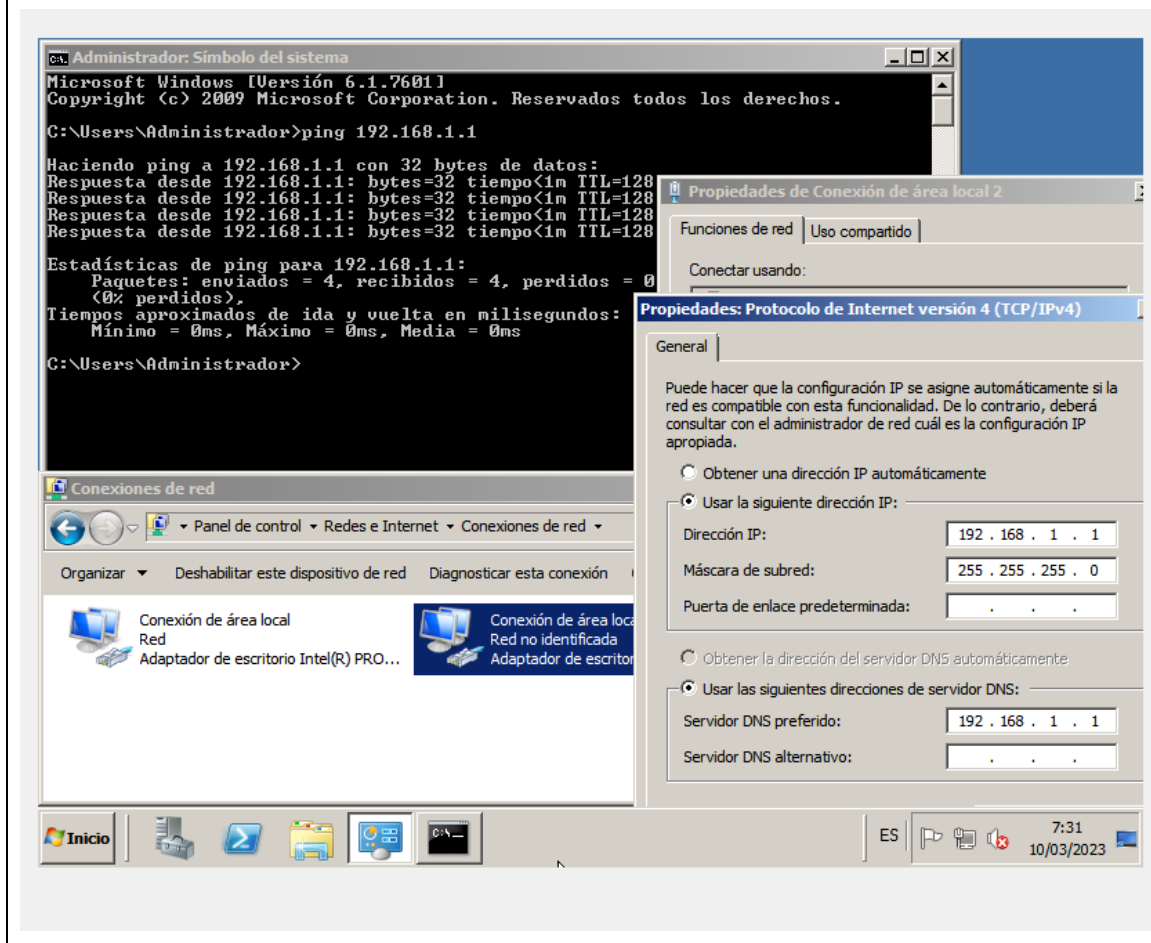 Administrador: Símbolo del sistema
Microsoft Windows [Versión 6.1.7601]
Copyright (c) 2009 Microsoft Corporation. Reservados todos los derechos.
C:\Users\Administrador>ping 192.168.1.1
Haciendo ping a 192.168.1.1 con 32 bytes de datos:
Respuesta desde 192.168.1.1: bytes=32 tiempo<1m TTL=128
Respuesta desde 192.168.1.1: bytes=32 tiempo<1m TTL=128
Respuesta desde 192.168.1.1: bytes=32 tiempo<1m TTL=128
Respuesta desde 192.168.1.1: bytes=32 tiempo<1m TTL=128
Estadísticas de ping para 192.168.1.1:
Paquetes: enviados = 4, recibidos = 4, perdidos = 0
(0% perdidos),
Tiempos aproximados de ida y vuelta en milisegundos:
Mínimo = 0ms, Máximo = 0ms, Media = 0ms
C:\Users\Administrador>
Propiedades de Conexión de área local 2
Funciones de red
Uso compartido
Conectar usando:
Propiedades: Protocolo de Internet versión 4 (TCP/IPv4)
General
Puede hacer que la configuración IP se asigne automáticamente si la
red es compatible con esta funcionalidad. De lo contrario, deberá
consultar con el administrador de red cuál es la configuración IP
apropiada.
Obtener una dirección IP automáticamente
Usar la siguiente dirección IP:
Dirección IP: 192 . 168 . 1 . 1
Máscara de subred: 255 . 255 . 255 . 0
Puerta de enlace predeterminada: . . .
Obtener la dirección del servidor DNS automáticamente
Usar las siguientes direcciones de servidor DNS:
Servidor DNS preferido: 192 . 168 . 1 . 1
Servidor DNS alternativo: . . .
Conexiones de red
Panel de control Redes e Internet Conexiones de red
Organizar Deshabilitar este dispositivo de red Diagnosticar esta conexión
Conexión de área local
Red
Adaptador de escritorio Intel(R) PRO...
Conexión de área loca
Red no identificada
Adaptador de escritor
Inicio
C:\_
ES
7:31
10/03/2023